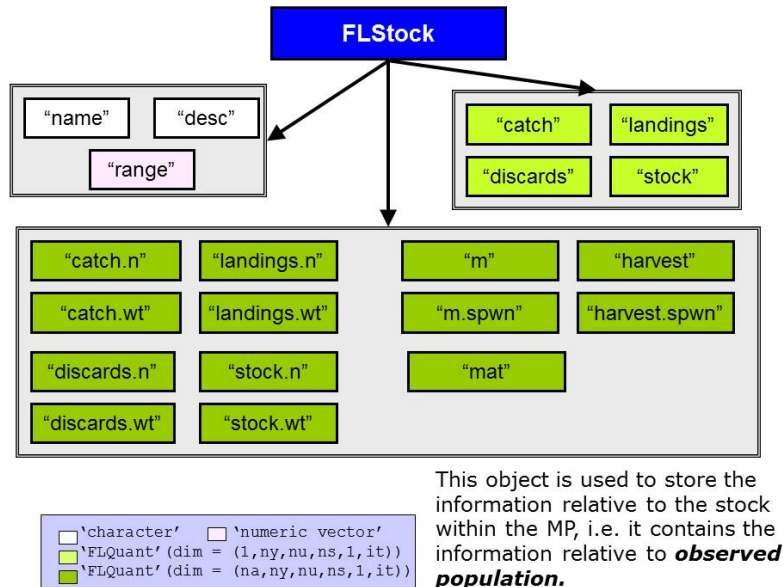 FLStock
“name” “desc”
“range”
“catch” “landings”
“discards” “stock”
“catch.n” “landings.n” “m” “harvest”
“catch.wt” “landings.wt” “m.spwn” “harvest.spwn”
“discards.n” “stock.n” “mat”
“discards.wt” “stock.wt”
‘character’ ‘numeric vector’
‘FLQuant’(dim = (1,ny,nu,ns,1,it))
‘FLQuant’(dim = (na,ny,nu,ns,1,it))
This object is used to store the
information relative to the stock
within the MP, i.e. it contains the
information relative to observed
population.